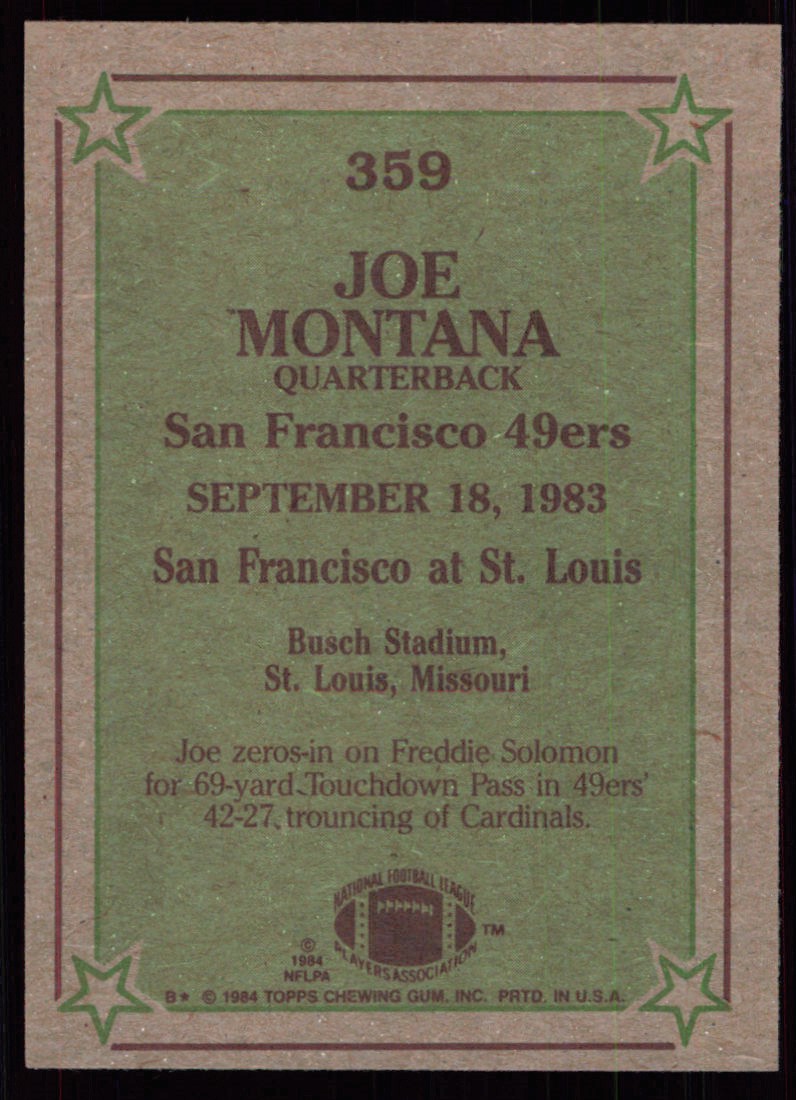 359
JOE
MONTANA
QUARTERBACK
San Francisco 49ers
SEPTEMBER 18, 1983
San Francisco at St. Louis
Busch Stadium,
St. Louis, Missouri
Joe zeros-in on Freddie Solomon
for 69-yard Touchdown Pass in 49ers'
42-27 trouncing of Cardinals.
NATIONAL FOOTBALL LEAGUE
PLAYERS ASSOCIATION
TM
©
1984
NFLPA
B* © 1984 TOPPS CHEWING GUM, INC. PRTD. IN U.S.A.